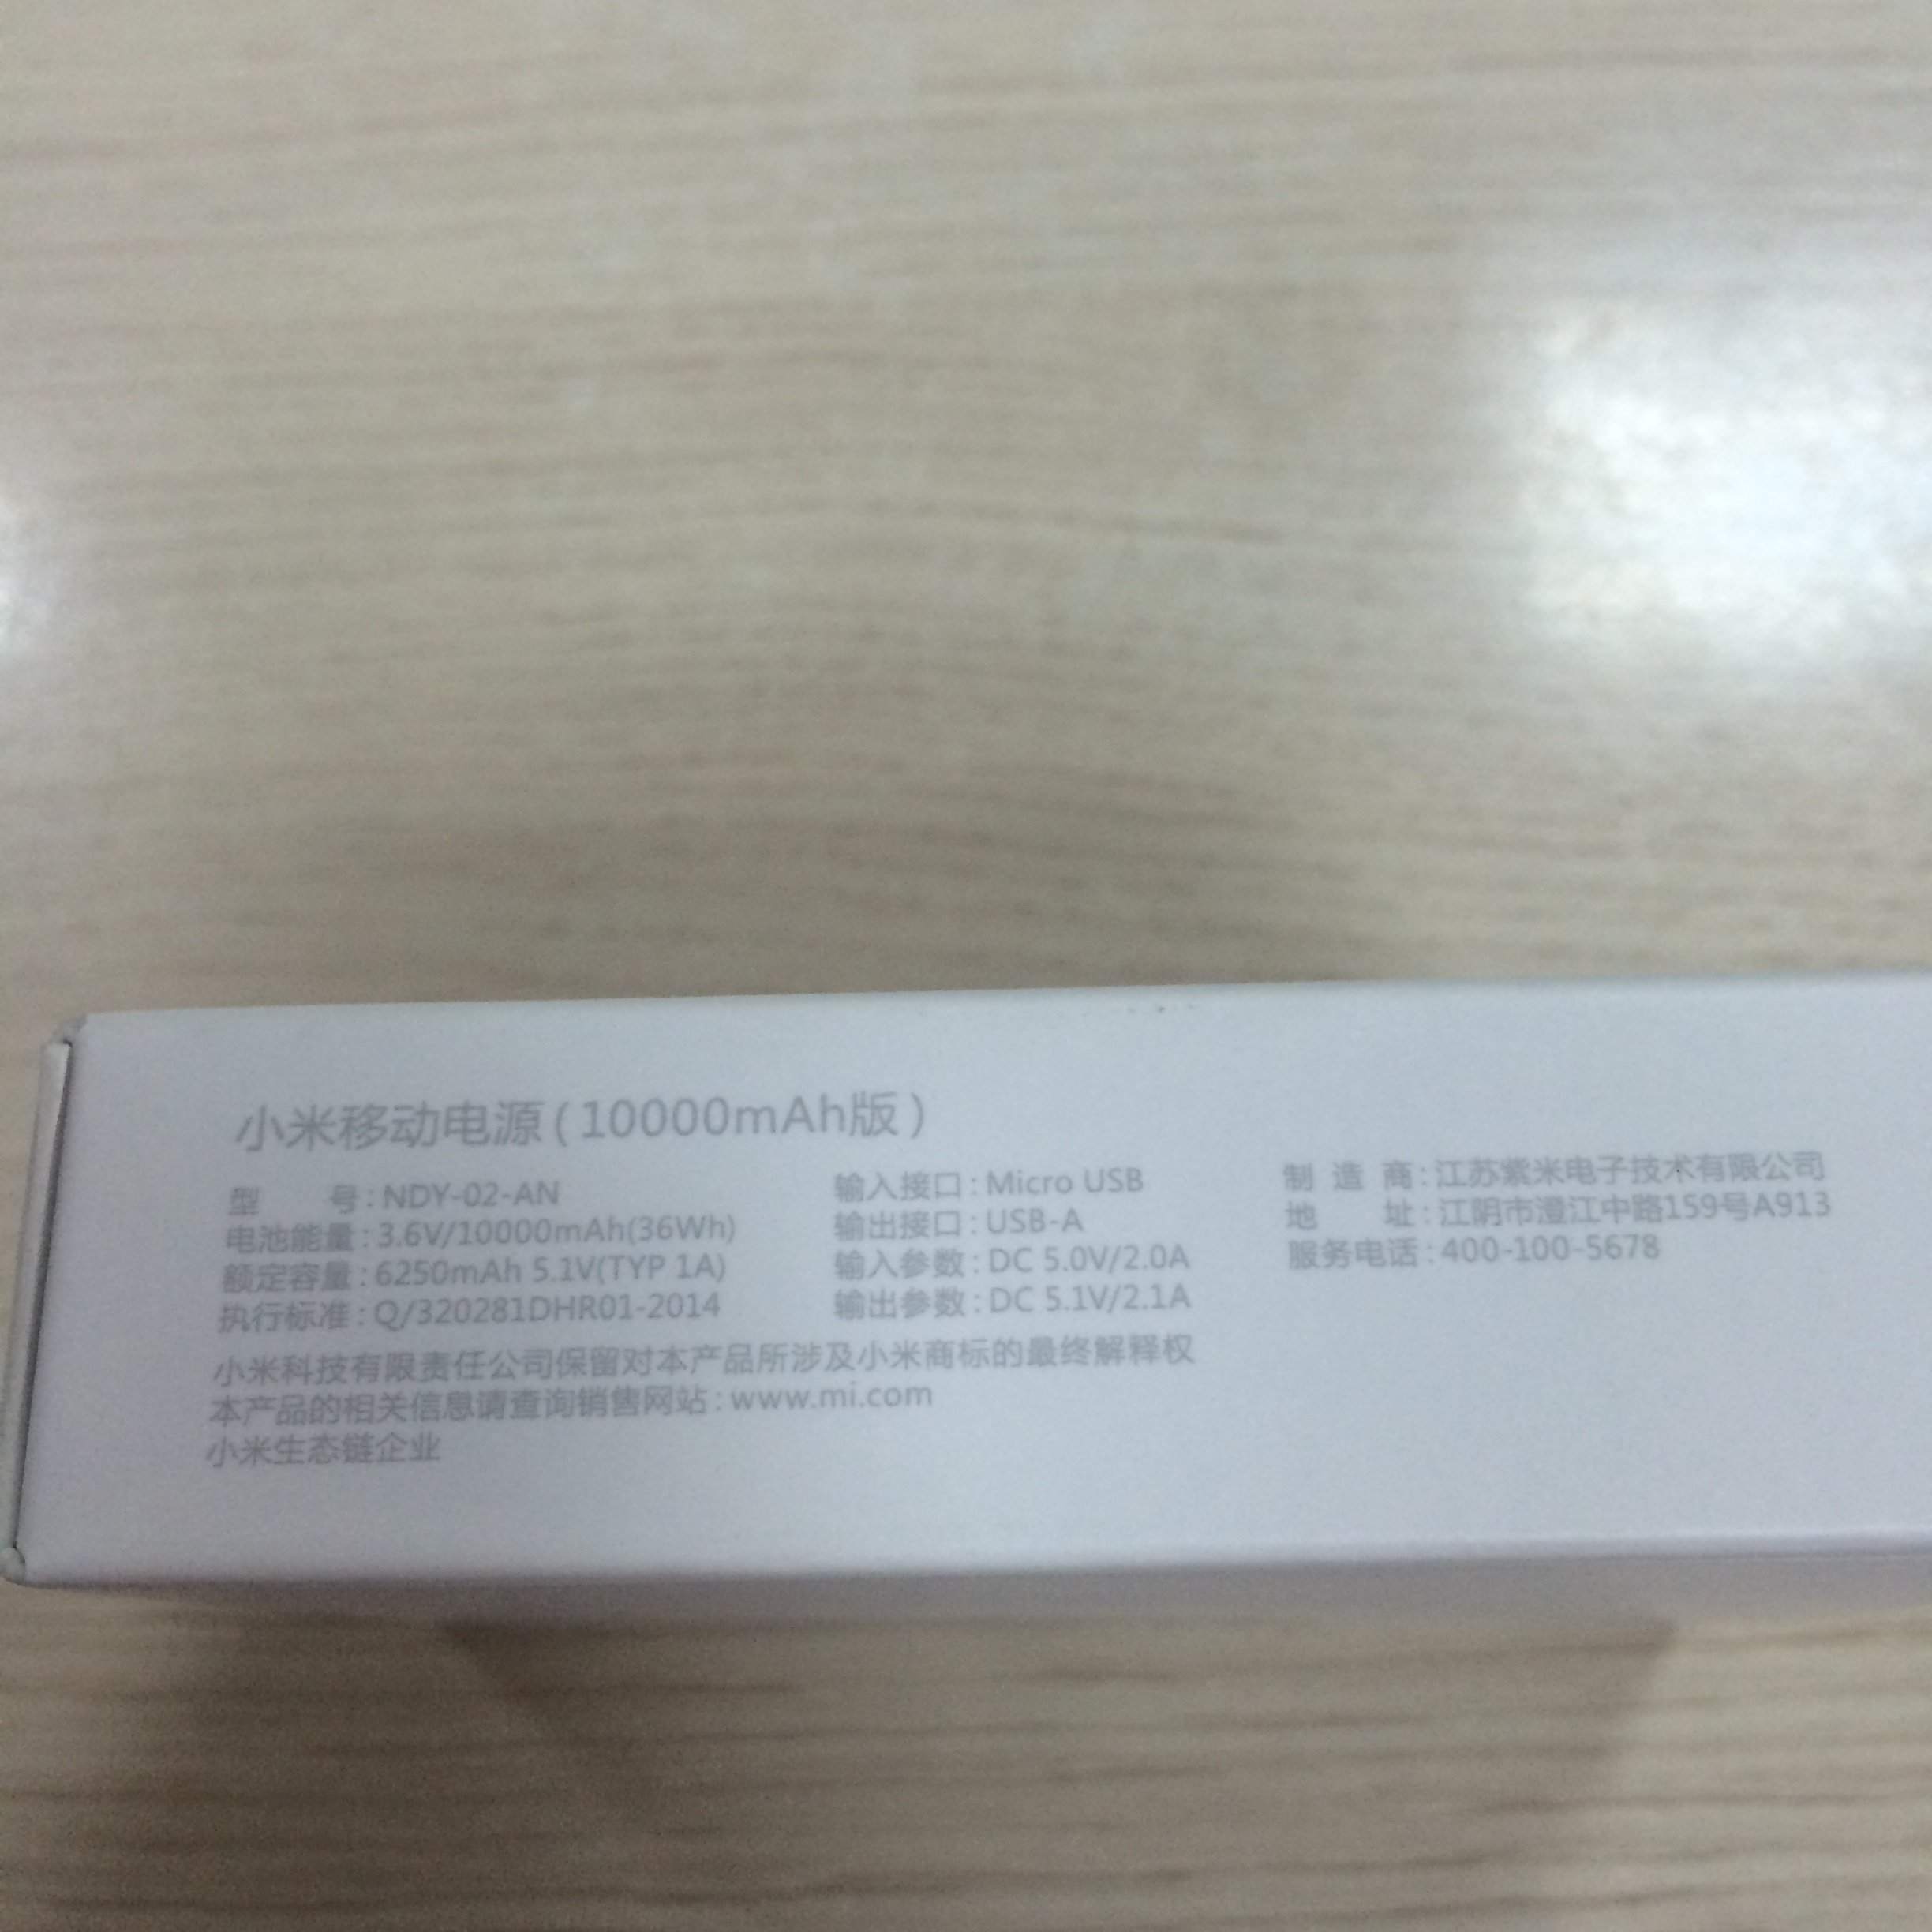 小米移动电源(10000mAh版)
型 号:NDY-02-AN
电池能量:3.6V/10000mAh(36Wh)
额定容量:6250mAh 5.1V(TYP 1A)
执行标准:Q/320281DHR01-2014
输入接口:Micro USB
输出接口:USB-A
输入参数:DC 5.0V/2.0A
输出参数:DC 5.1V/2.1A
制 造 商:江苏紫米电子技术有限公司
地 址:江阴市澄江中路159号A913
服务电话:400-100-5678
小米科技有限责任公司保留对本产品所涉及小米商标的最终解释权
本产品的相关信息请查询销售网站:www.mi.com
小米生态链企业